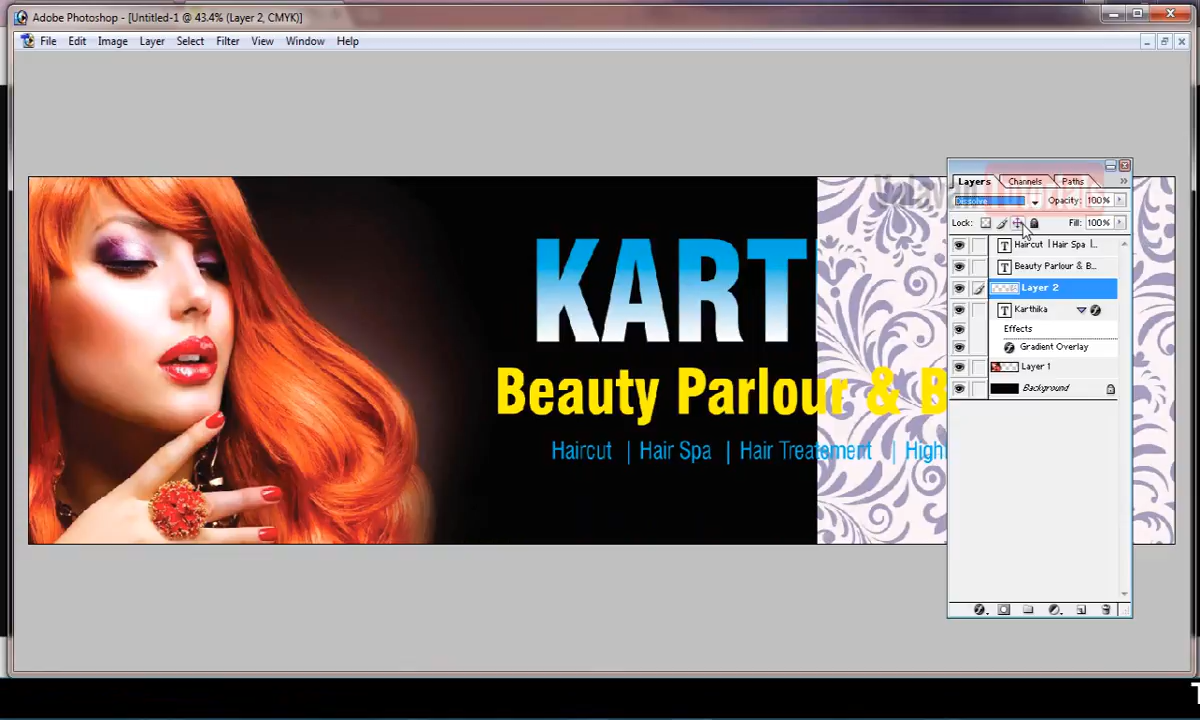 Adobe Photoshop - [Untitled-1 @ 43.4% (Layer 2, CMYK)]
File Edit Image Layer Select Filter View Window Help
Layers Channels Paths
Dissolve Opacity: 100%
Lock: Fill: 100%
T Haircut | Hair Spa |...
T Beauty Parlour & B...
Layer 2
T Karthika
Effects
Gradient Overlay
Layer 1
Background
KART
Beauty Parlour & B
Haircut | Hair Spa | Hair Treatement | High